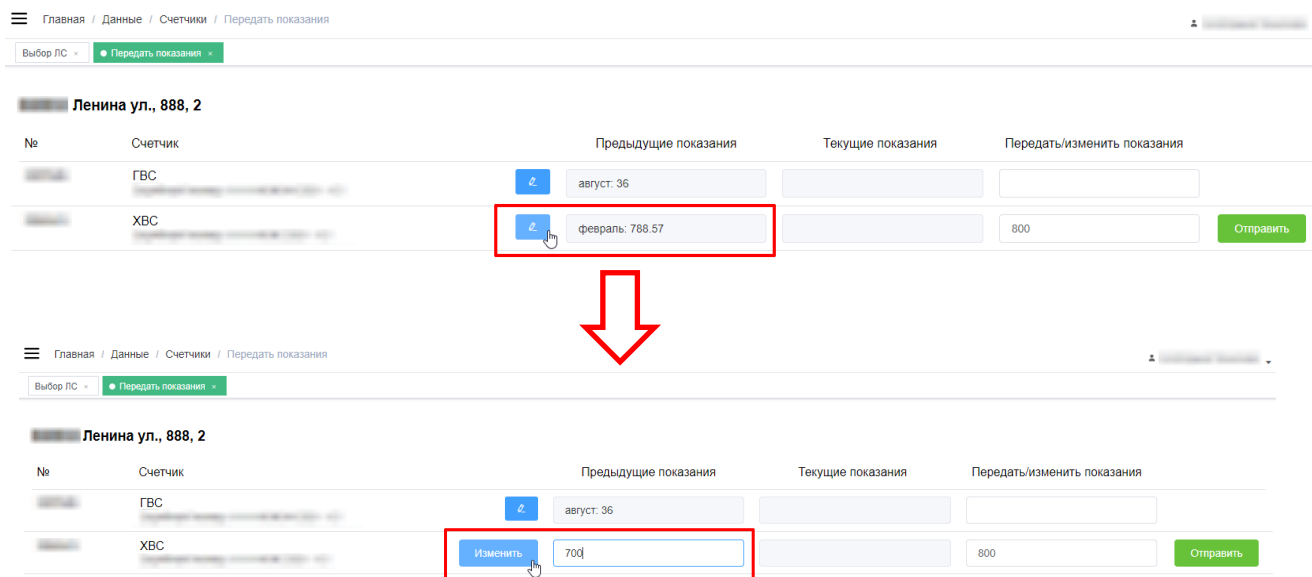 Главная / Данные / Счетчики / Передать показания
Выбор ЛС × ● Передать показания ×
Ленина ул., 888, 2
№ Счетчик Предыдущие показания Текущие показания Передать/изменить показания
ГВС август: 36
ХВС февраль: 788.57 800 Отправить
Главная / Данные / Счетчики / Передать показания
Выбор ЛС × ● Передать показания ×
Ленина ул., 888, 2
№ Счетчик Предыдущие показания Текущие показания Передать/изменить показания
ГВС август: 36
ХВС Изменить 700 800 Отправить